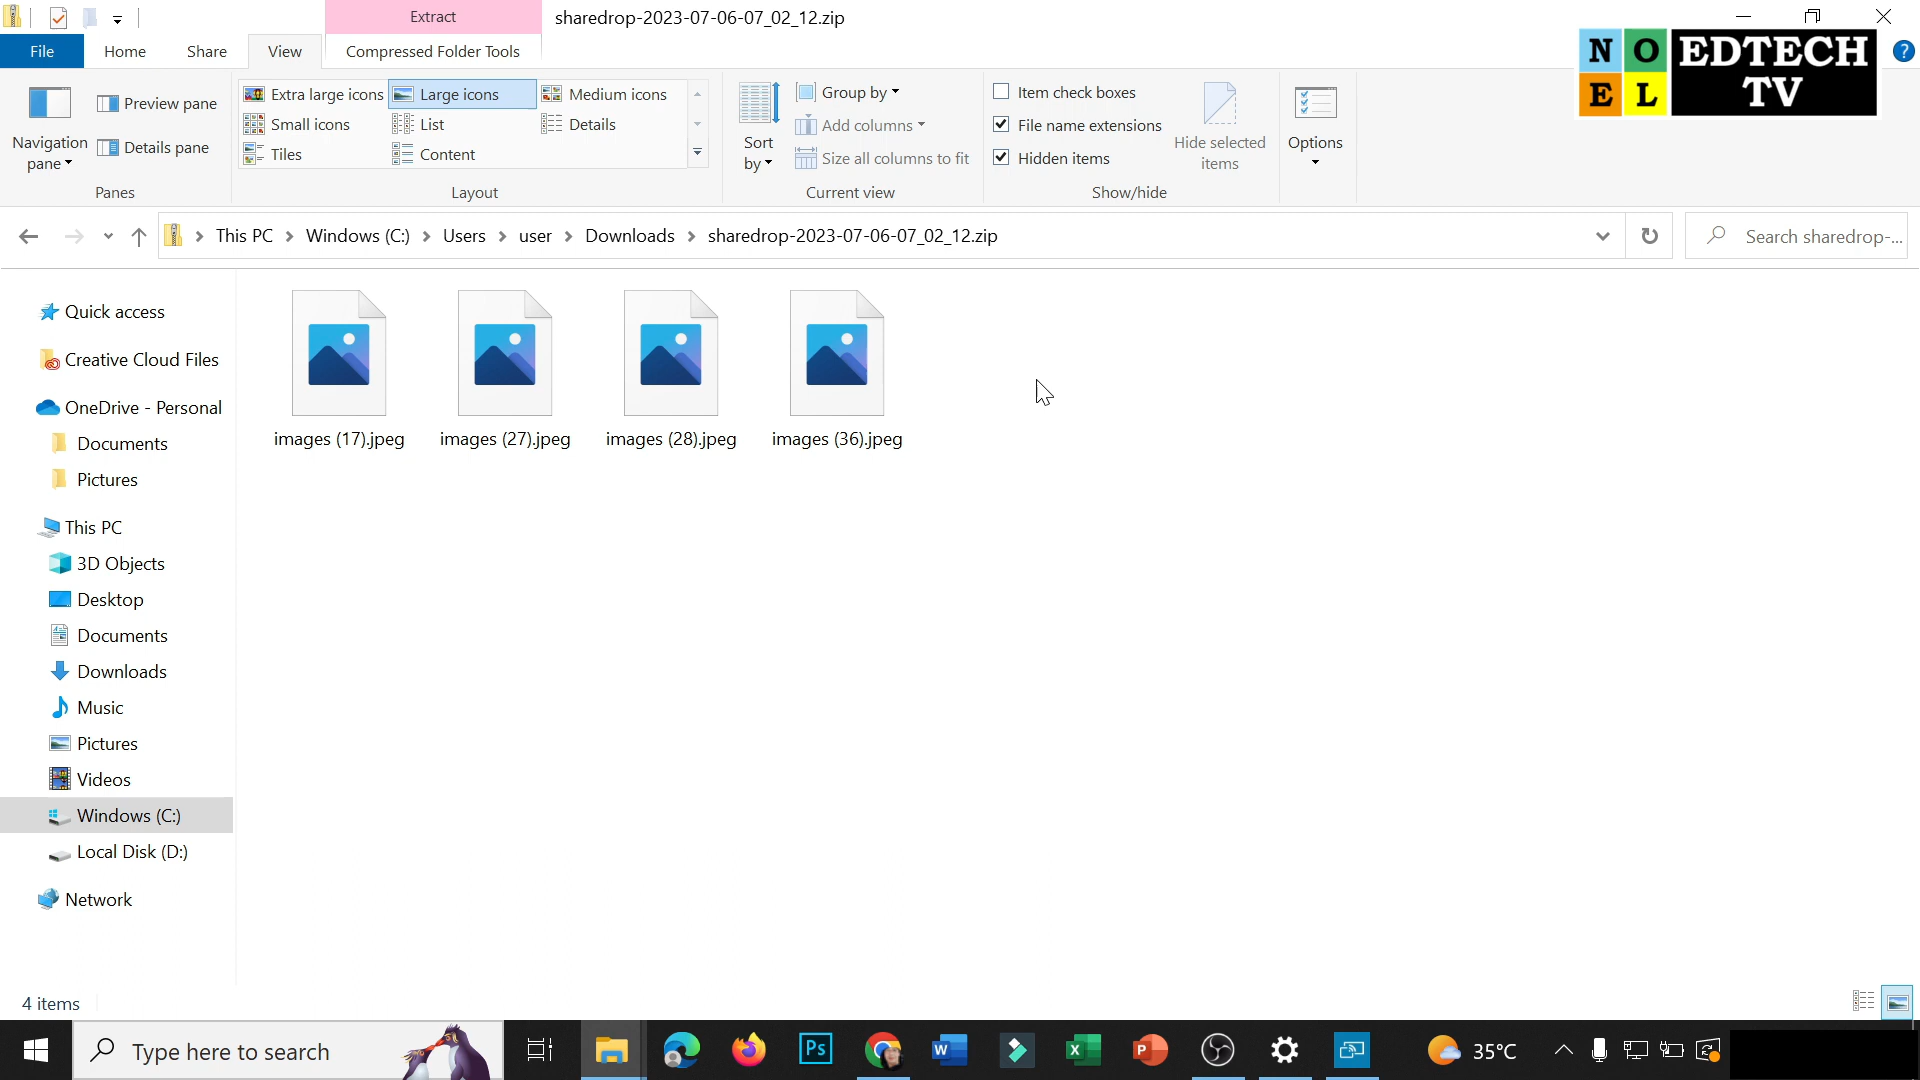 Extract
sharedrop-2023-07-06-07_02_12.zip
File
Home
Share
View
Compressed Folder Tools
NOEL
EDTECH
TV
Navigation
pane
Preview pane
Details pane
Panes
Extra large icons
Large icons
Medium icons
Small icons
List
Details
Tiles
Content
Layout
Sort
by
Group by
Add columns
Size all columns to fit
Current view
Item check boxes
File name extensions
Hidden items
Hide selected
items
Show/hide
Options
This PC
Windows (C:)
Users
user
Downloads
sharedrop-2023-07-06-07_02_12.zip
Search sharedrop-...
Quick access
Creative Cloud Files
OneDrive - Personal
Documents
Pictures
This PC
3D Objects
Desktop
Documents
Downloads
Music
Pictures
Videos
Windows (C:)
Local Disk (D:)
Network
images (17).jpeg
images (27).jpeg
images (28).jpeg
images (36).jpeg
4 items
Type here to search
Ps
W
X
P
35°C